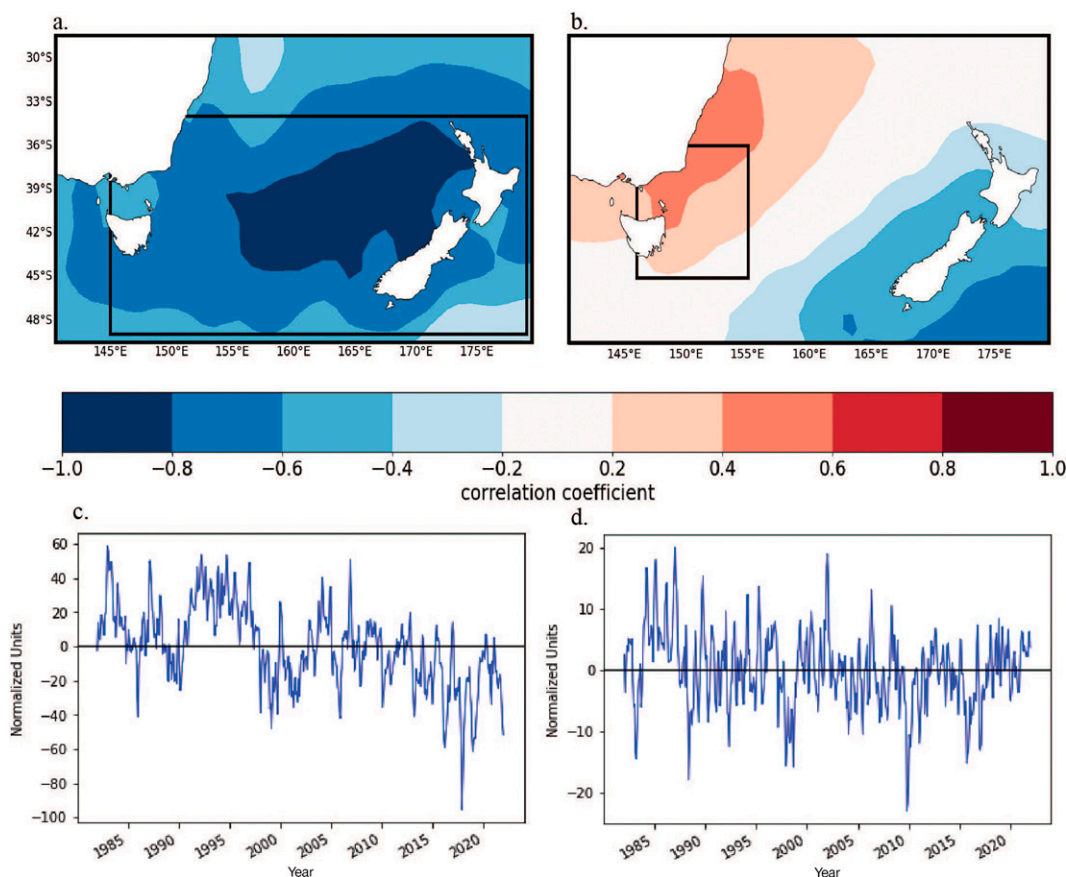 a. b.
30°S
33°S
36°S
39°S
42°S
45°S
48°S
145°E 150°E 155°E 160°E 165°E 170°E 175°E 145°E 150°E 155°E 160°E 165°E 170°E 175°E
−1.0 −0.8 −0.6 −0.4 −0.2 0.2 0.4 0.6 0.8 1.0
correlation coefficient
c.
60
40
20
0
−20
−40
−60
−80
−100
Normalized Units
1985 1990 1995 2000 2005 2010 2015 2020
Year
d.
20
10
0
−10
−20
Normalized Units
1985 1990 1995 2000 2005 2010 2015 2020
Year